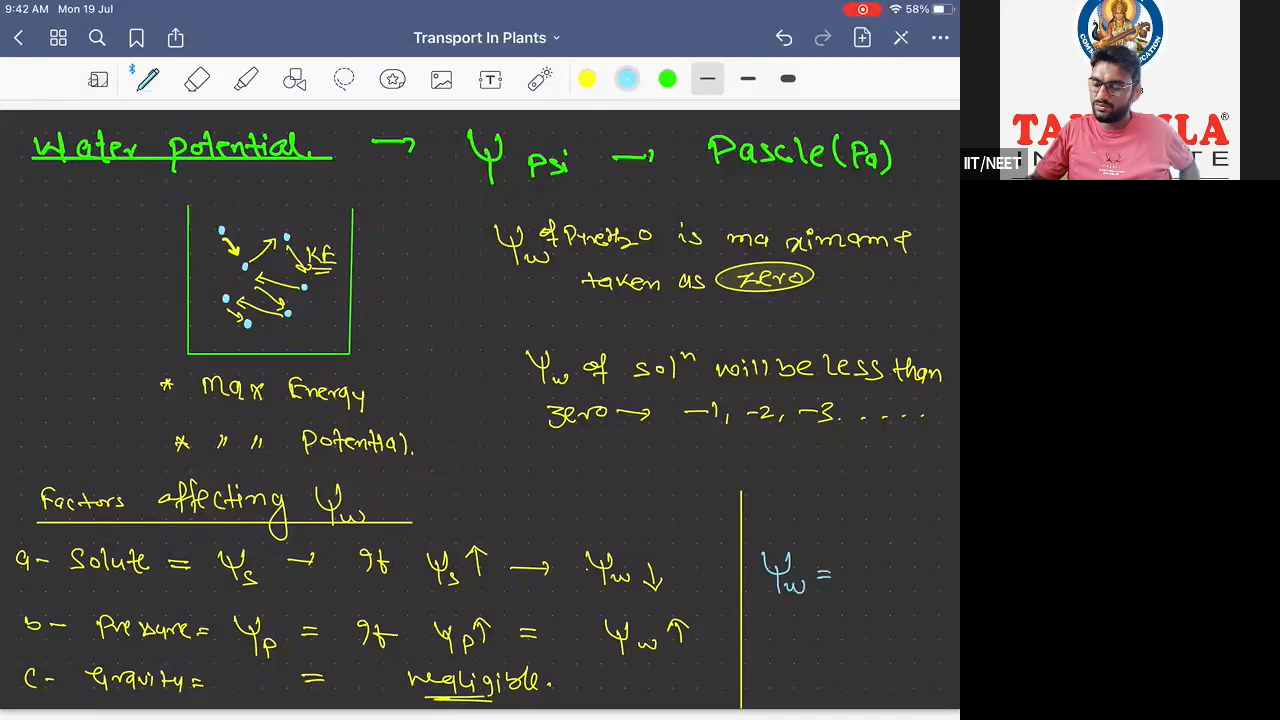 9:42 AM Mon 19 Jul
58%
Transport In Plants
Water potential. → Ψ Psi → Pascle (Pa)
KE
Ψw of Pure H2O is maximam &
taken as zero
* Max Energy
* " " Potential.
Ψw of solⁿ will be less than
zero → -1, -2, -3. . . . . .
Factors affecting Ψw
a- Solute = Ψs → If Ψs ↑ → Ψw ↓
b- Pressure = Ψp = If Ψp ↑ = Ψw ↑
c- Gravity = = negligible.
Ψw =
IIT/NEET